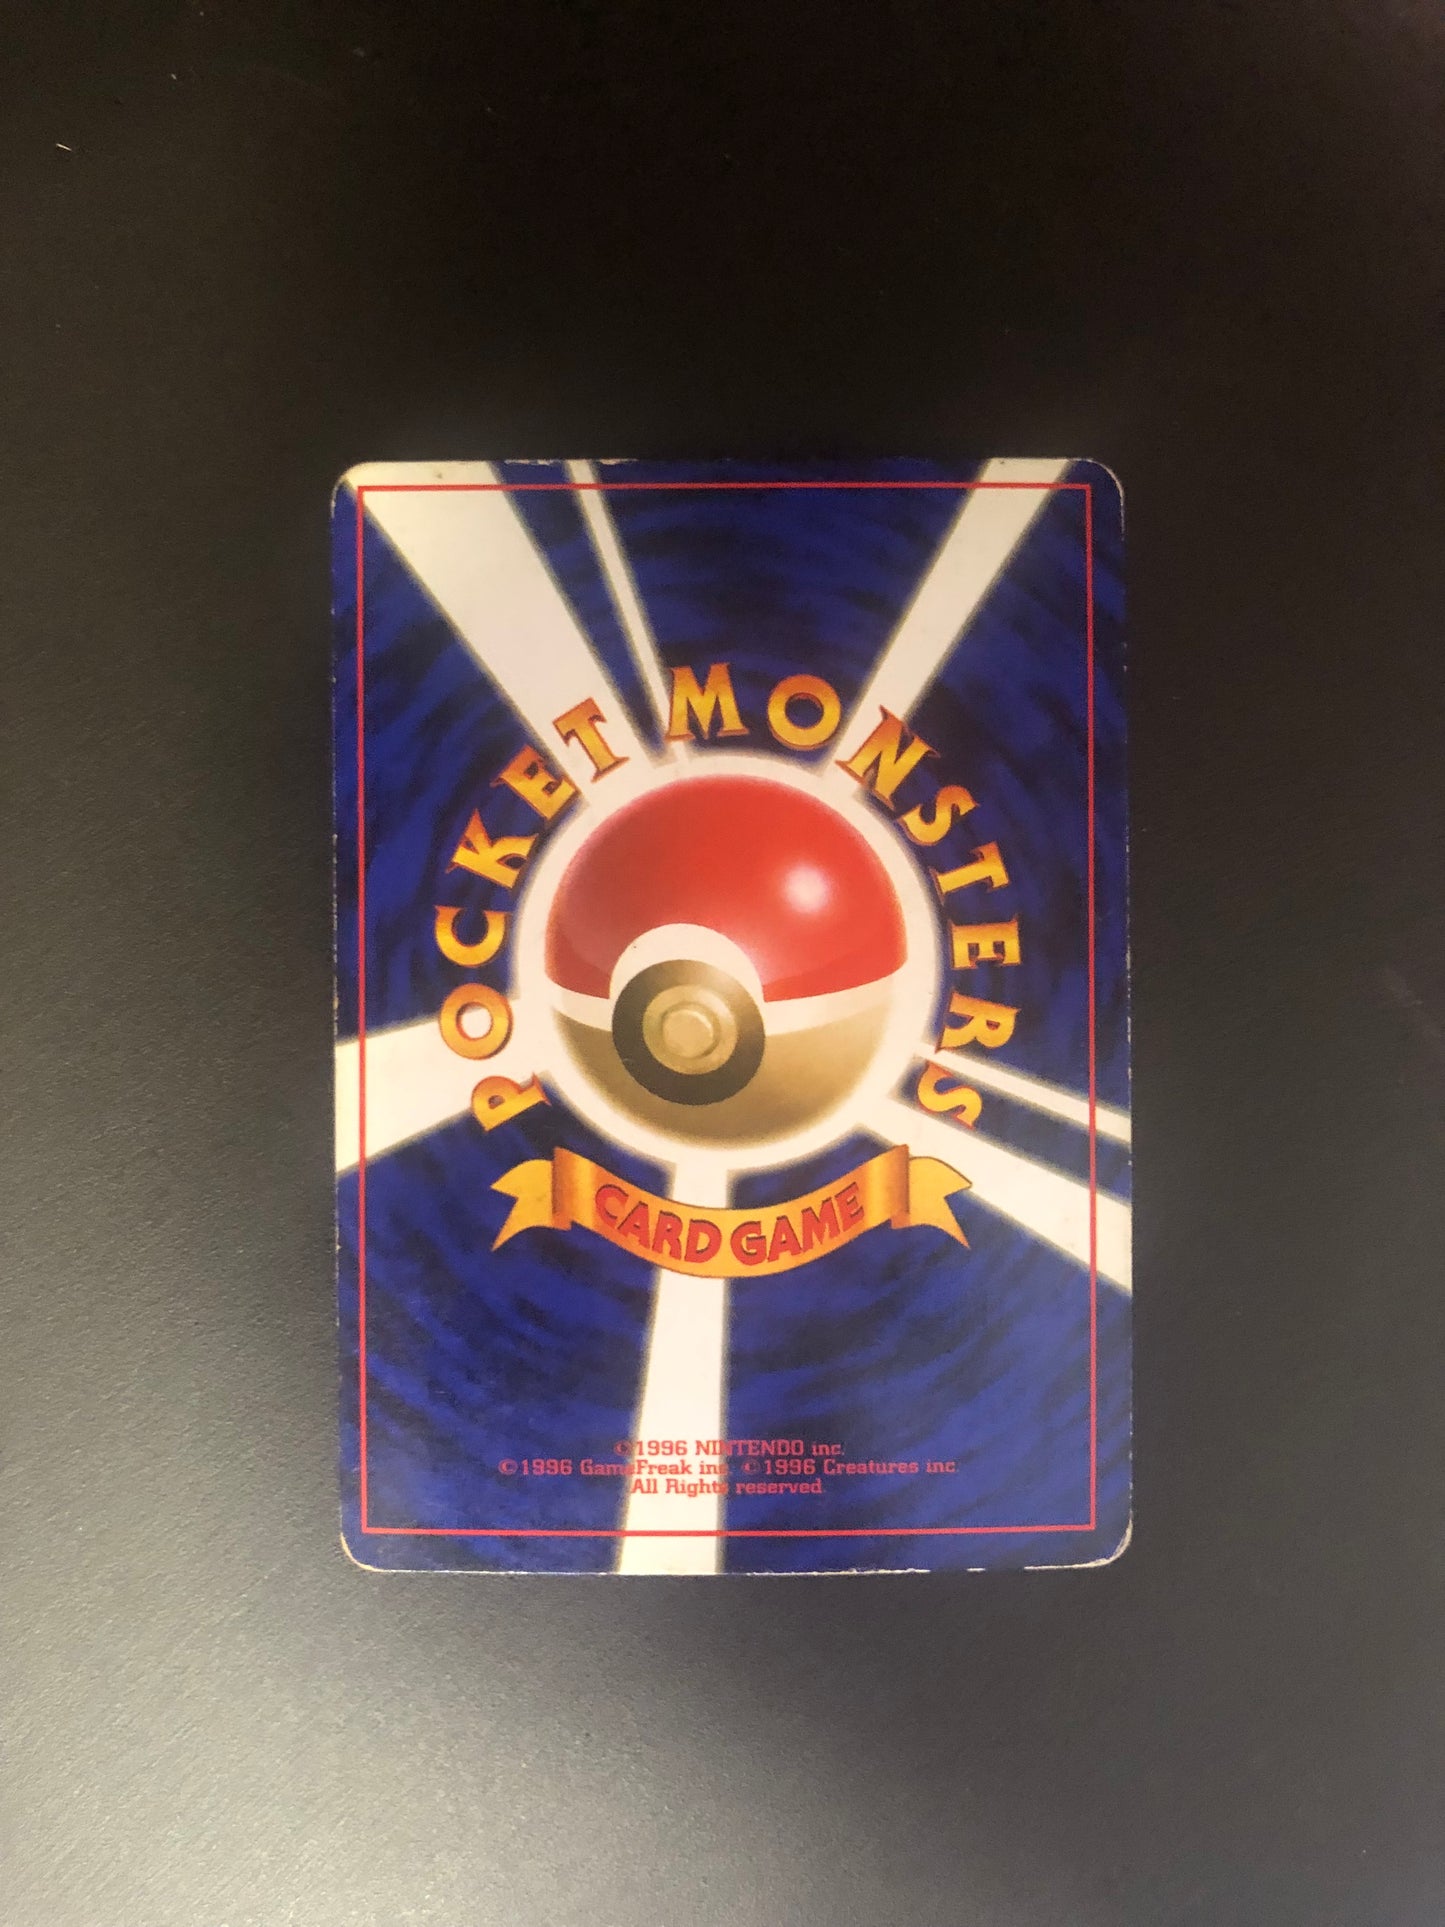 POCKET MONSTERS
CARD GAME
©1996 NINTENDO inc.
©1996 GameFreak inc. ©1996 Creatures inc.
All Rights reserved.